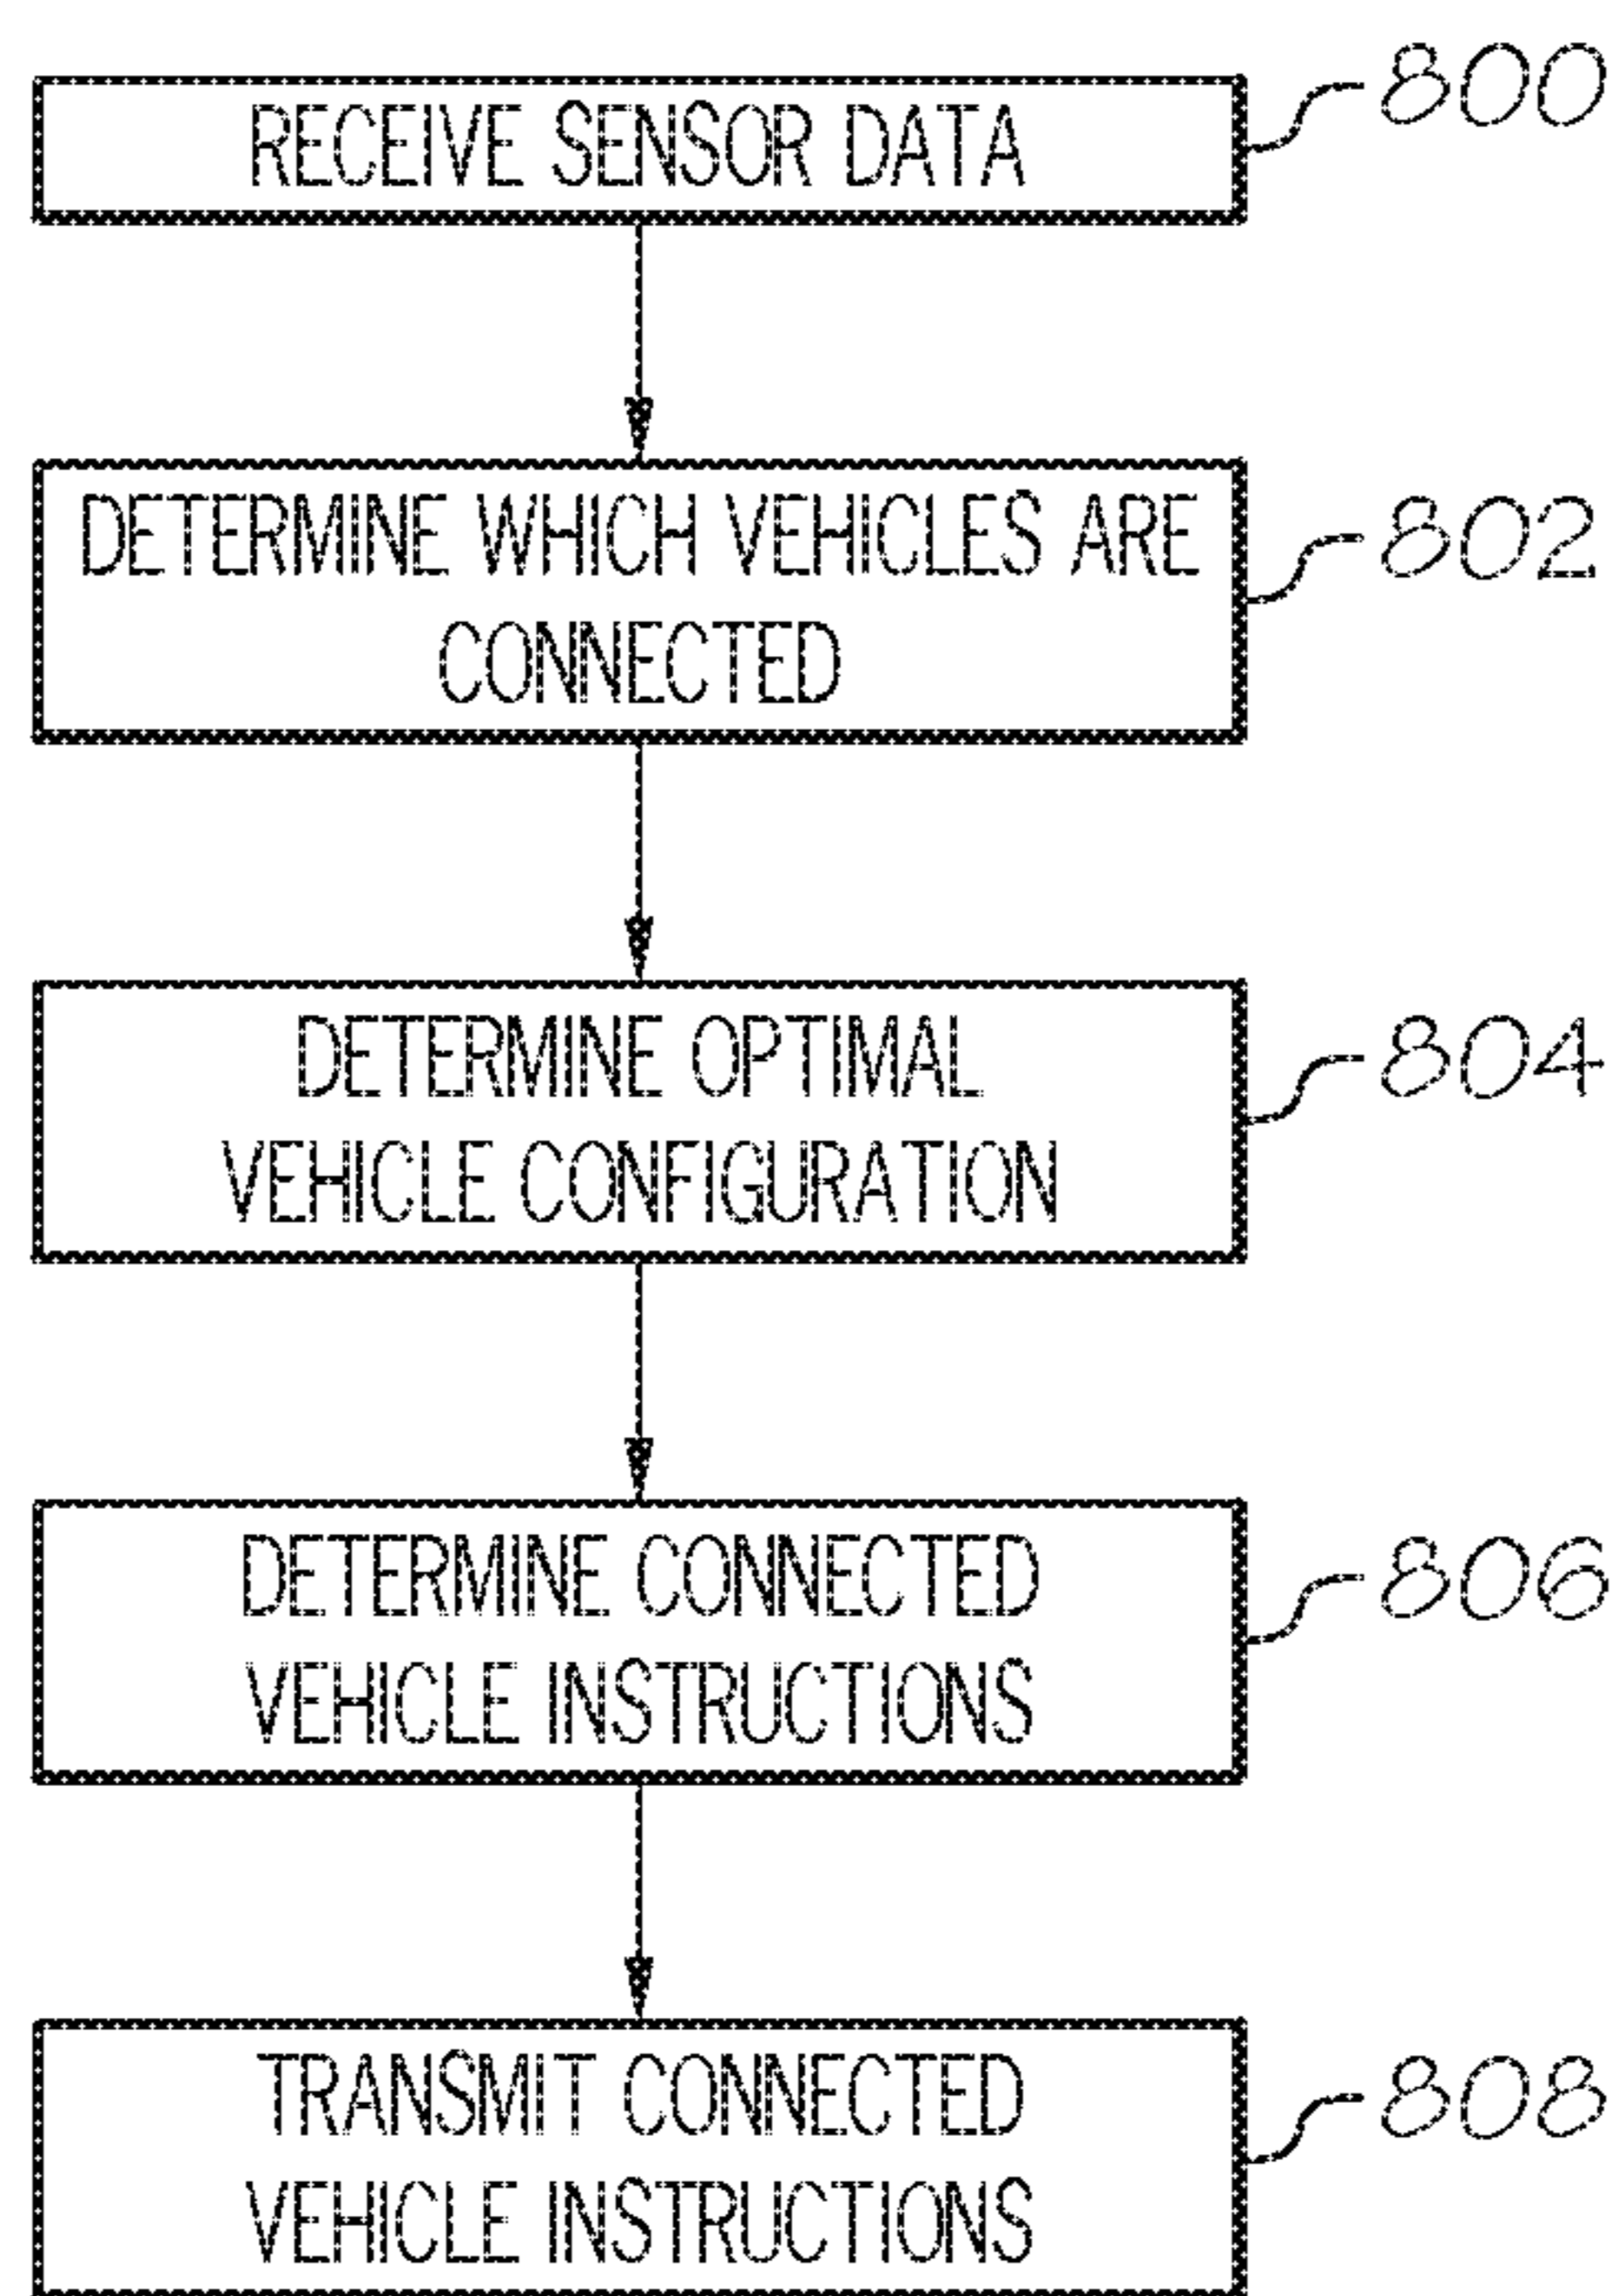 RECEIVE SENSOR DATA
800
DETERMINE WHICH VEHICLES ARE
CONNECTED
802
DETERMINE OPTIMAL
VEHICLE CONFIGURATION
804
DETERMINE CONNECTED
VEHICLE INSTRUCTIONS
806
TRANSMIT CONNECTED
VEHICLE INSTRUCTIONS
808